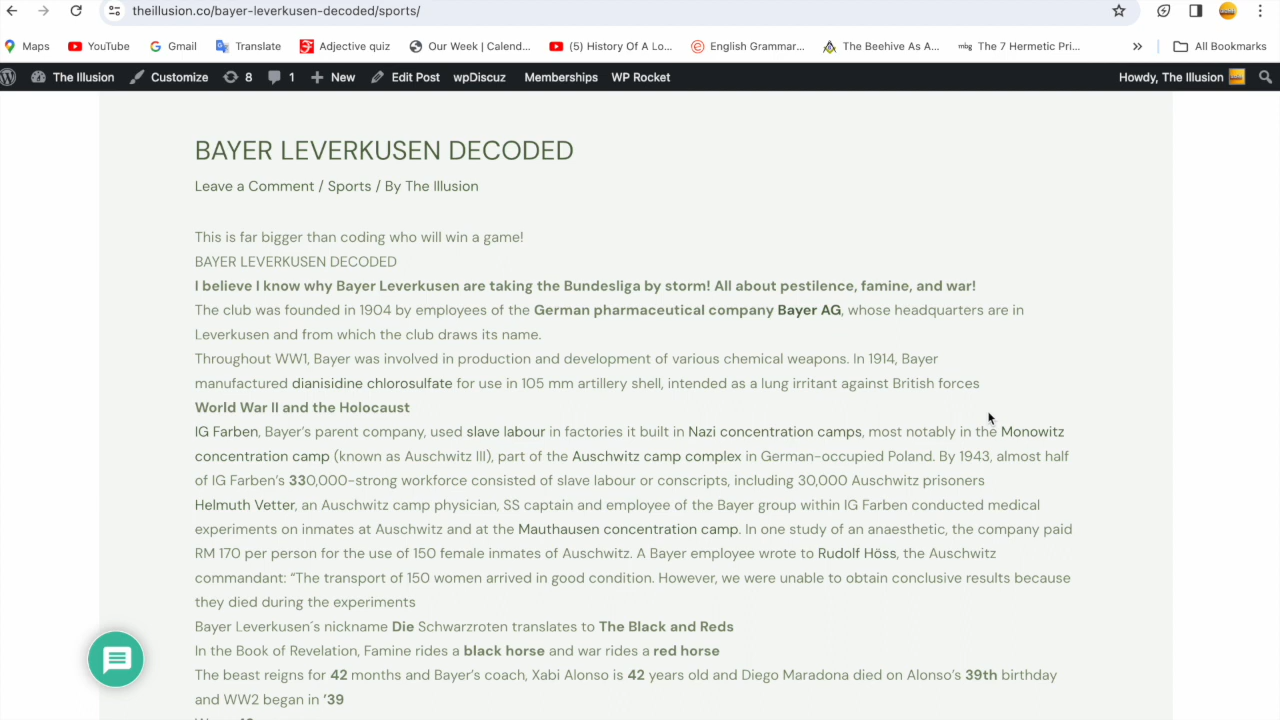 theillusion.co/bayer-leverkusen-decoded/sports/
Maps YouTube Gmail Translate Adjective quiz Our Week | Calend... (5) History Of A Lo... English Grammar... The Beehive As A... mbg The 7 Hermetic Pri... » All Bookmarks
The Illusion Customize 8 1 New Edit Post wpDiscuz Memberships WP Rocket Howdy, The Illusion
BAYER LEVERKUSEN DECODED
Leave a Comment / Sports / By The Illusion
This is far bigger than coding who will win a game!
BAYER LEVERKUSEN DECODED
I believe I know why Bayer Leverkusen are taking the Bundesliga by storm! All about pestilence, famine, and war!
The club was founded in 1904 by employees of the German pharmaceutical company Bayer AG, whose headquarters are in
Leverkusen and from which the club draws its name.
Throughout WW1, Bayer was involved in production and development of various chemical weapons. In 1914, Bayer
manufactured dianisidine chlorosulfate for use in 105 mm artillery shell, intended as a lung irritant against British forces
World War II and the Holocaust
IG Farben, Bayer’s parent company, used slave labour in factories it built in Nazi concentration camps, most notably in the Monowitz
concentration camp (known as Auschwitz III), part of the Auschwitz camp complex in German-occupied Poland. By 1943, almost half
of IG Farben’s 330,000-strong workforce consisted of slave labour or conscripts, including 30,000 Auschwitz prisoners
Helmuth Vetter, an Auschwitz camp physician, SS captain and employee of the Bayer group within IG Farben conducted medical
experiments on inmates at Auschwitz and at the Mauthausen concentration camp. In one study of an anaesthetic, the company paid
RM 170 per person for the use of 150 female inmates of Auschwitz. A Bayer employee wrote to Rudolf Höss, the Auschwitz
commandant: “The transport of 150 women arrived in good condition. However, we were unable to obtain conclusive results because
they died during the experiments
Bayer Leverkusen´s nickname Die Schwarzroten translates to The Black and Reds
In the Book of Revelation, Famine rides a black horse and war rides a red horse
The beast reigns for 42 months and Bayer’s coach, Xabi Alonso is 42 years old and Diego Maradona died on Alonso’s 39th birthday
and WW2 began in ’39